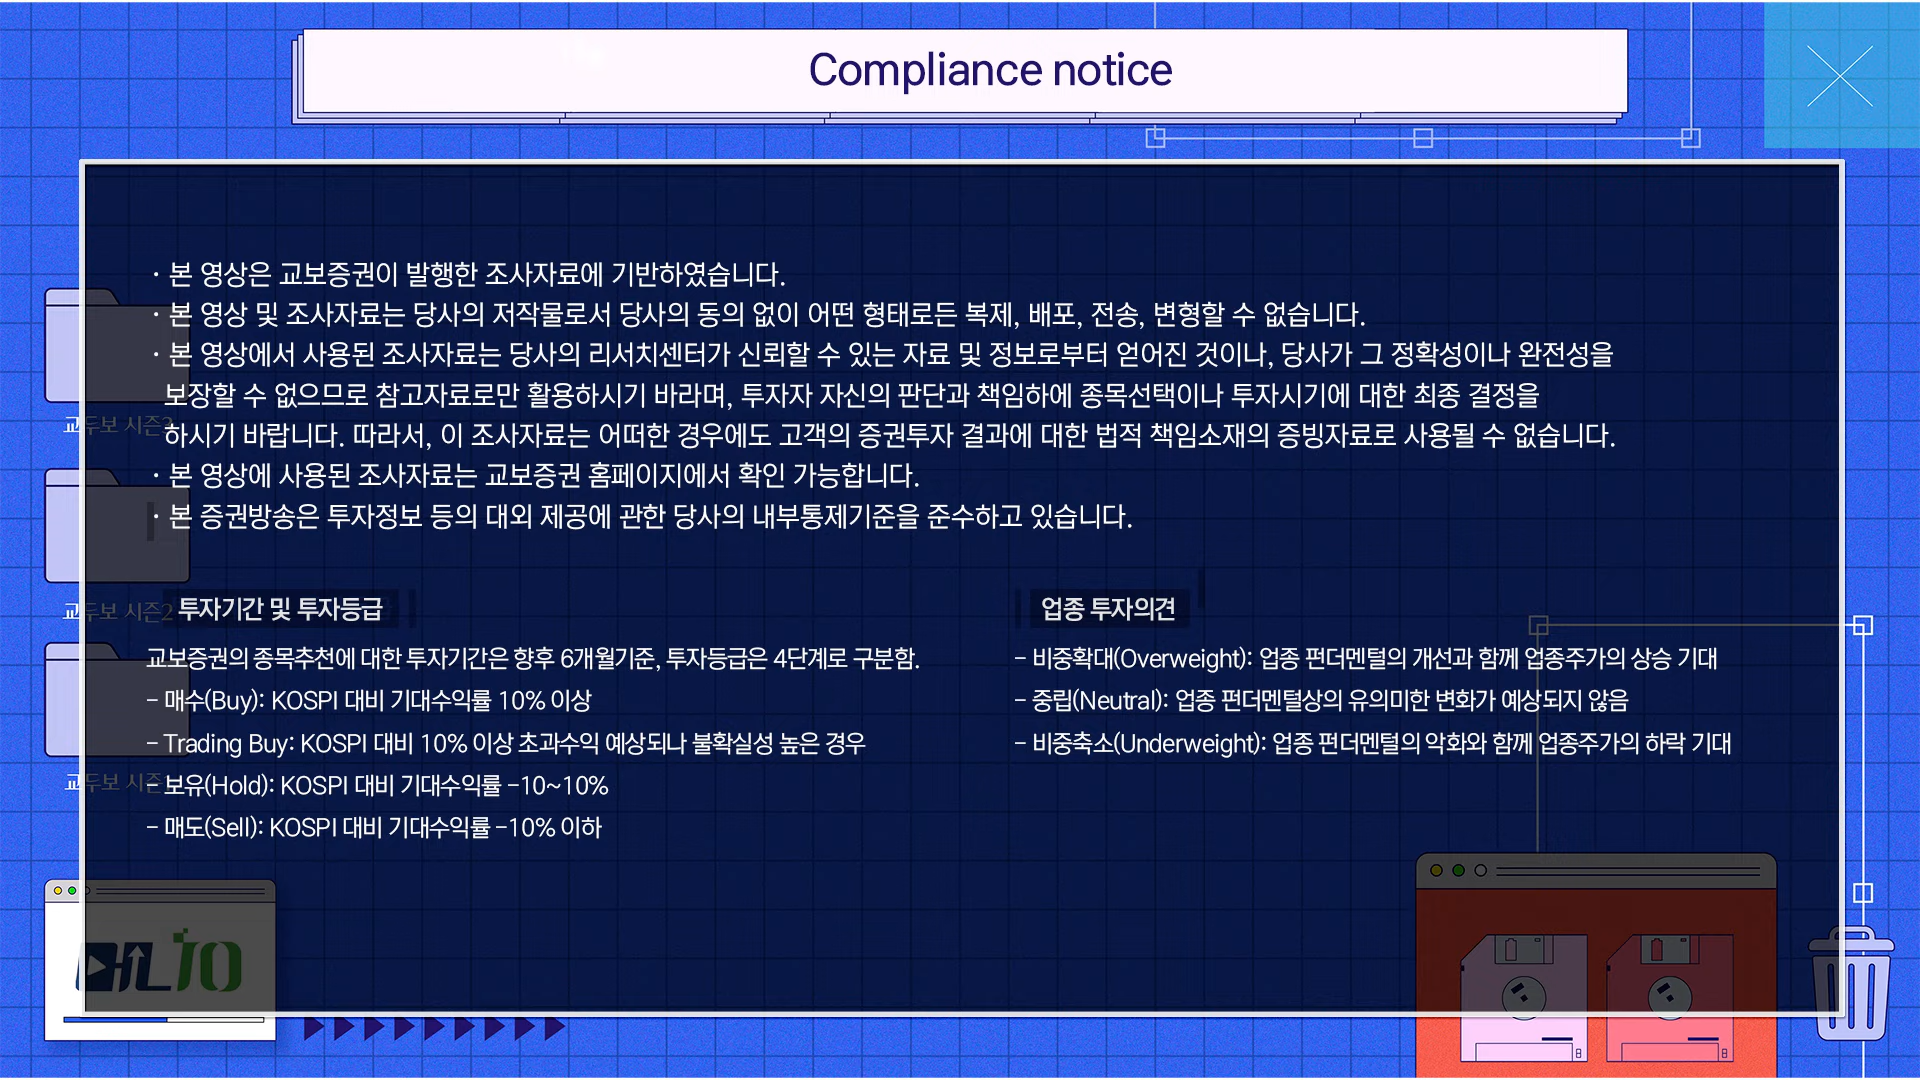 Compliance notice
· 본 영상은 교보증권이 발행한 조사자료에 기반하였습니다.
· 본 영상 및 조사자료는 당사의 저작물로서 당사의 동의 없이 어떤 형태로든 복제, 배포, 전송, 변형할 수 없습니다.
· 본 영상에서 사용된 조사자료는 당사의 리서치센터가 신뢰할 수 있는 자료 및 정보로부터 얻어진 것이나, 당사가 그 정확성이나 완전성을
보장할 수 없으므로 참고자료로만 활용하시기 바라며, 투자자 자신의 판단과 책임하에 종목선택이나 투자시기에 대한 최종 결정을
하시기 바랍니다. 따라서, 이 조사자료는 어떠한 경우에도 고객의 증권투자 결과에 대한 법적 책임소재의 증빙자료로 사용될 수 없습니다.
· 본 영상에 사용된 조사자료는 교보증권 홈페이지에서 확인 가능합니다.
· 본 증권방송은 투자정보 등의 대외 제공에 관한 당사의 내부통제기준을 준수하고 있습니다.
투자기간 및 투자등급
교보증권의 종목추천에 대한 투자기간은 향후 6개월기준, 투자등급은 4단계로 구분함.
- 매수(Buy): KOSPI 대비 기대수익률 10% 이상
- Trading Buy: KOSPI 대비 10% 이상 초과수익 예상되나 불확실성 높은 경우
- 보유(Hold): KOSPI 대비 기대수익률 -10~10%
- 매도(Sell): KOSPI 대비 기대수익률 -10% 이하
업종 투자의견
- 비중확대(Overweight): 업종 펀더멘털의 개선과 함께 업종주가의 상승 기대
- 중립(Neutral): 업종 펀더멘털상의 유의미한 변화가 예상되지 않음
- 비중축소(Underweight): 업종 펀더멘털의 악화와 함께 업종주가의 하락 기대
교두보 시즌
교두보 시즌2
교두보 시즌